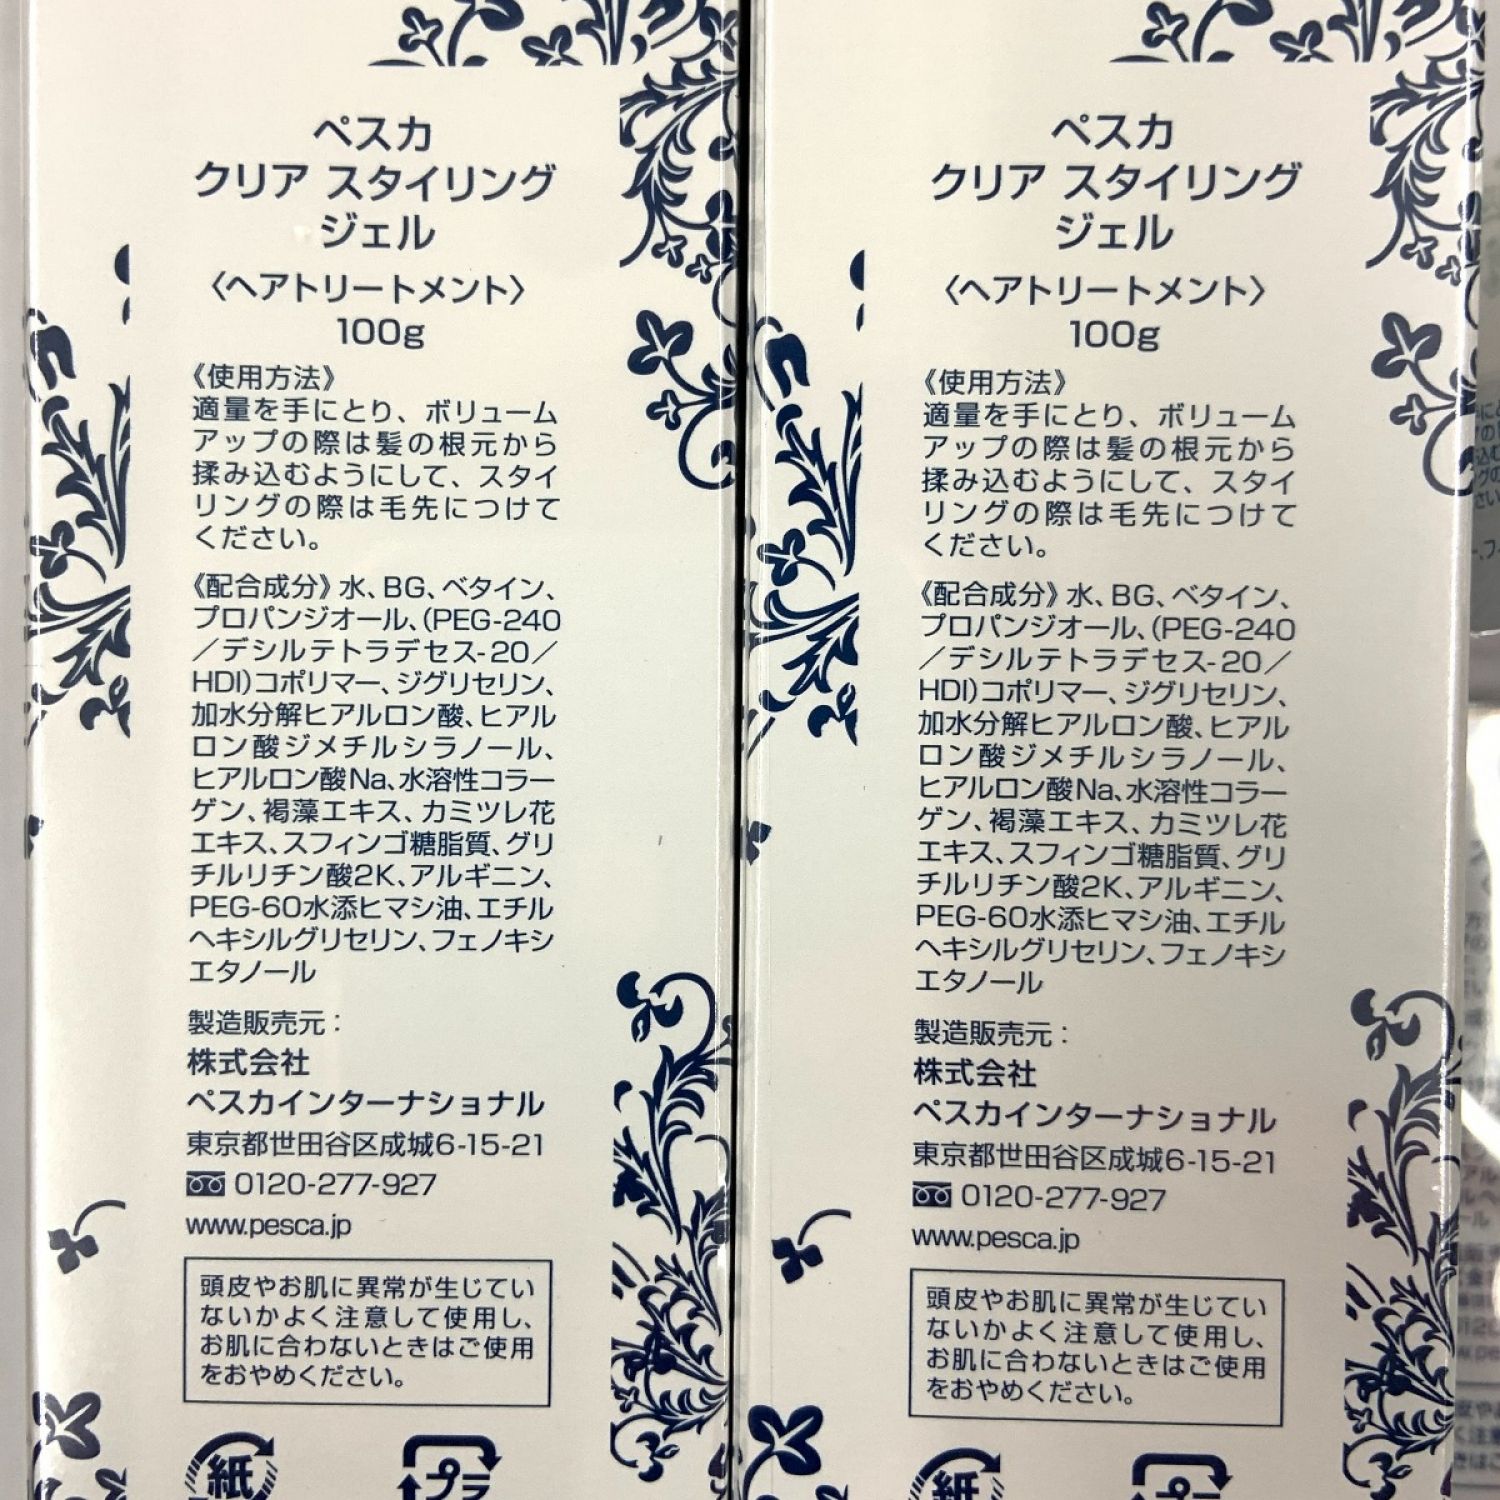 ペスカ
クリア スタイリング
ジェル
〈ヘアトリートメント〉
100g
《使用方法》
適量を手にとり、ボリューム
アップの際は髪の根元から
揉み込むようにして、スタイ
リングの際は毛先につけて
ください。
《配合成分》水、BG、ベタイン、
プロパンジオール、(PEG-240
／デシルテトラデセス-20／
HDI)コポリマー、ジグリセリン、
加水分解ヒアルロン酸、ヒアル
ロン酸ジメチルシラノール、
ヒアルロン酸Na、水溶性コラー
ゲン、褐藻エキス、カミツレ花
エキス、スフィンゴ糖脂質、グリ
チルリチン酸2K、アルギニン、
PEG-60水添ヒマシ油、エチル
ヘキシルグリセリン、フェノキシ
エタノール
製造販売元：
株式会社
ペスカインターナショナル
東京都世田谷区成城6-15-21
0120-277-927
www.pesca.jp
頭皮やお肌に異常が生じてい
ないかよく注意して使用し、
お肌に合わないときはご使用
をおやめください。
紙
プラ
ペスカ
クリア スタイリング
ジェル
〈ヘアトリートメント〉
100g
《使用方法》
適量を手にとり、ボリューム
アップの際は髪の根元から
揉み込むようにして、スタイ
リングの際は毛先につけて
ください。
《配合成分》水、BG、ベタイン、
プロパンジオール、(PEG-240
／デシルテトラデセス-20／
HDI)コポリマー、ジグリセリン、
加水分解ヒアルロン酸、ヒアル
ロン酸ジメチルシラノール、
ヒアルロン酸Na、水溶性コラー
ゲン、褐藻エキス、カミツレ花
エキス、スフィンゴ糖脂質、グリ
チルリチン酸2K、アルギニン、
PEG-60水添ヒマシ油、エチル
ヘキシルグリセリン、フェノキシ
エタノール
製造販売元：
株式会社
ペスカインターナショナル
東京都世田谷区成城6-15-21
0120-277-927
www.pesca.jp
頭皮やお肌に異常が生じてい
ないかよく注意して使用し、
お肌に合わないときはご使用
をおやめください。
紙
プラ